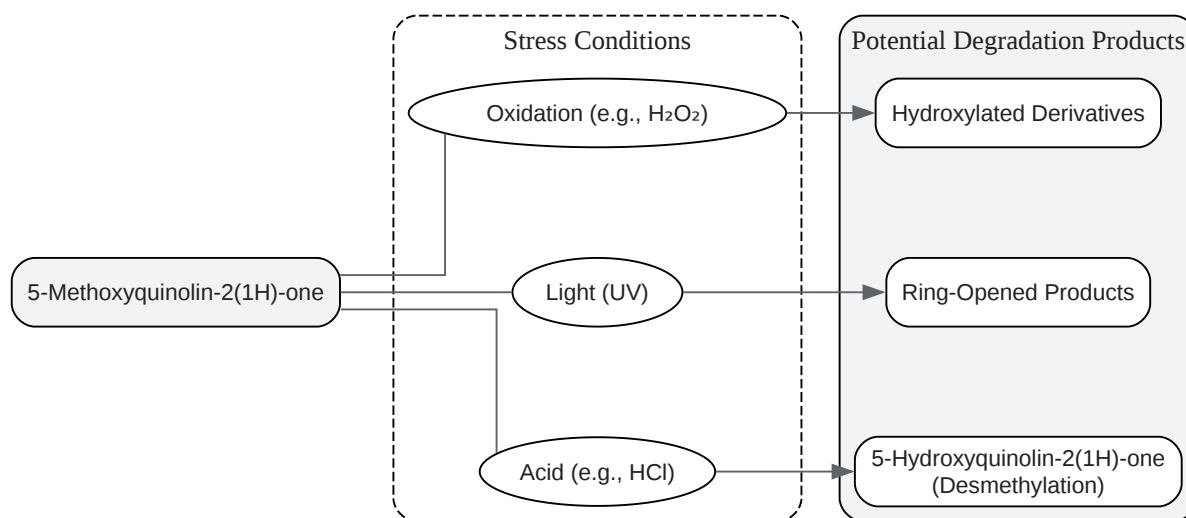 Stress Conditions
Potential Degradation Products
Oxidation (e.g., H₂O₂)
Hydroxylated Derivatives
5-Methoxyquinolin-2(1H)-one
Light (UV)
Ring-Opened Products
Acid (e.g., HCl)
5-Hydroxyquinolin-2(1H)-one
(Desmethylation)